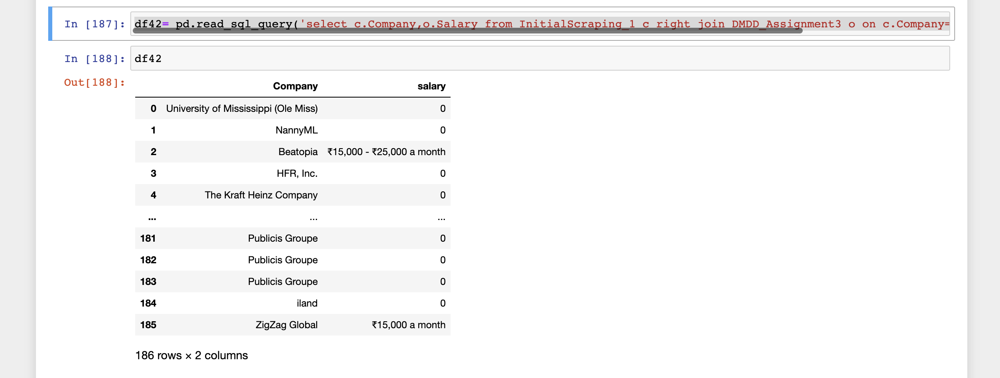 In [187]: df42= pd.read_sql_query('select c.Company,o.Salary from InitialScraping_1 c right join DMDD_Assignment3 o on c.Company=
In [188]: df42
Out[188]:
Company salary
0 University of Mississippi (Ole Miss) 0
1 NannyML 0
2 Beatopia ₹15,000 - ₹25,000 a month
3 HFR, Inc. 0
4 The Kraft Heinz Company 0
... ... ...
181 Publicis Groupe 0
182 Publicis Groupe 0
183 Publicis Groupe 0
184 iland 0
185 ZigZag Global ₹15,000 a month
186 rows × 2 columns